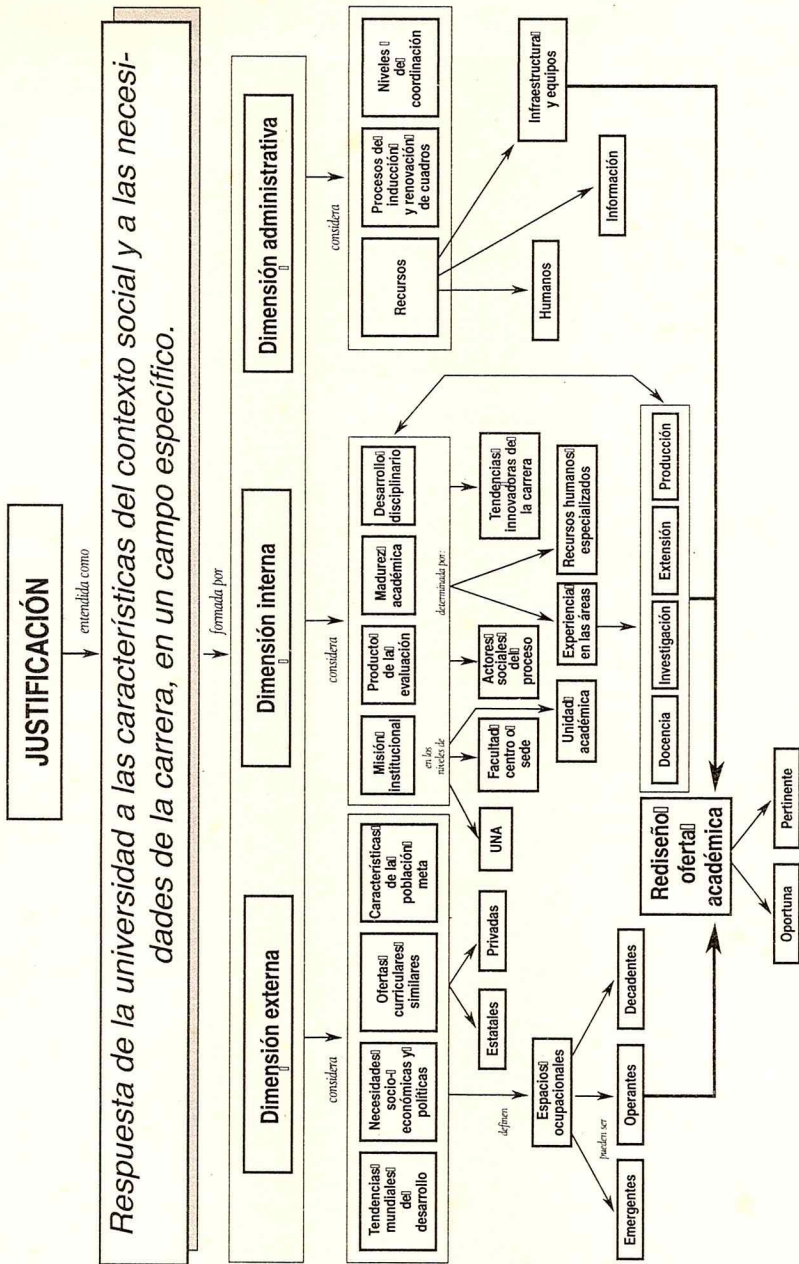 JUSTIFICACIÓN
entendida como
Respuesta de la universidad a las características del contexto social y a las necesi-
dades de la carrera, en un campo específico.
formada por
Dimensión externa
Dimensión interna
Dimensión administrativa
considera
considera
considera
Tendencias
mundiales
de
desarrollo
Necesidades
socio-
económicas y
políticas
Ofertas
curriculares
similares
Características
de la
población
meta
Misión
institucional
Producto
de la
evaluación
Madurez
académica
Desarrollo
disciplinario
Recursos
Procesos de
inducción
y renovación
de cuadros
Niveles
de
coordinación
definen
Estatales
Privadas
en los
niveles de
UNA
Facultad
centro o
sede
Unidad
académica
Actores
sociales
del
proceso
determinada por:
Experiencia
en las áreas
Recursos humanos
especializados
Tendencias
innovadoras de
la carrera
Humanos
Información
Infraestructura
y equipos
Espacios
ocupacionales
pueden ser
Emergentes
Operantes
Decadentes
Docencia
Investigación
Extensión
Producción
Rediseño
oferta
académica
Oportuna
Pertinente